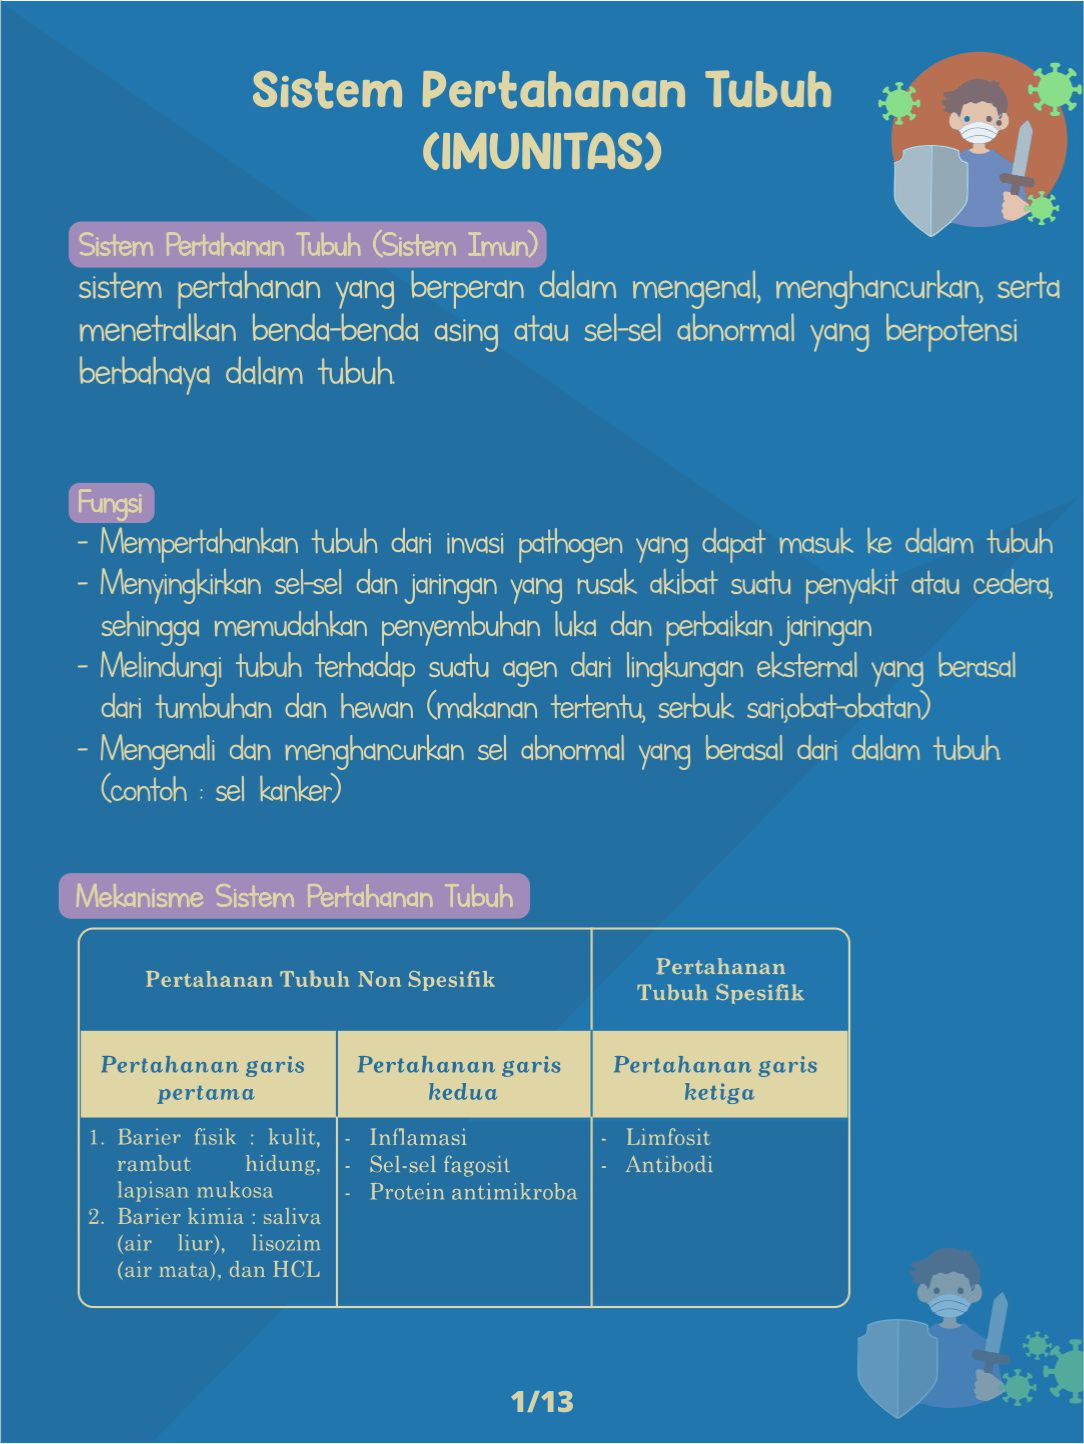 Sistem Pertahanan Tubuh
(IMUNITAS)
Sistem Pertahanan Tubuh (Sistem Imun)
sistem pertahanan yang berperan dalam mengenal, menghancurkan, serta
menetralkan benda-benda asing atau sel-sel abnormal yang berpotensi
berbahaya dalam tubuh.
Fungsi
- Mempertahankan tubuh dari invasi pathogen yang dapat masuk ke dalam tubuh
- Menyingkirkan sel-sel dan jaringan yang rusak akibat suatu penyakit atau cedera,
sehingga memudahkan penyembuhan luka dan perbaikan jaringan
- Melindungi tubuh terhadap suatu agen dari lingkungan eksternal yang berasal
dari tumbuhan dan hewan (makanan tertentu, serbuk sari,obat-obatan)
- Mengenali dan menghancurkan sel abnormal yang berasal dari dalam tubuh.
(contoh : sel kanker)
Mekanisme Sistem Pertahanan Tubuh
Pertahanan Tubuh Non Spesifik
Pertahanan
Tubuh Spesifik
Pertahanan garis
pertama
Pertahanan garis
kedua
Pertahanan garis
ketiga
1. Barier fisik : kulit,
rambut hidung,
lapisan mukosa
2. Barier kimia : saliva
(air liur), lisozim
(air mata), dan HCL
- Inflamasi
- Sel-sel fagosit
- Protein antimikroba
- Limfosit
- Antibodi
1/13